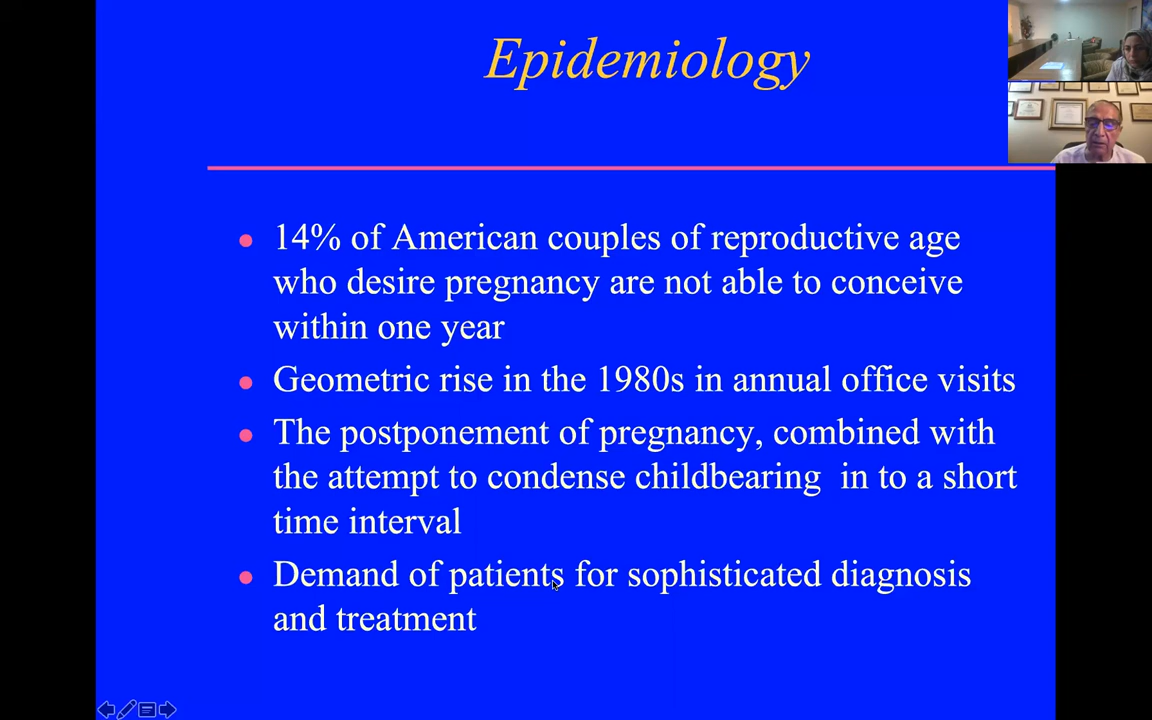 Epidemiology
14% of American couples of reproductive age
who desire pregnancy are not able to conceive
within one year
Geometric rise in the 1980s in annual office visits
The postponement of pregnancy, combined with
the attempt to condense childbearing  in to a short
time interval
Demand of patients for sophisticated diagnosis
and treatment